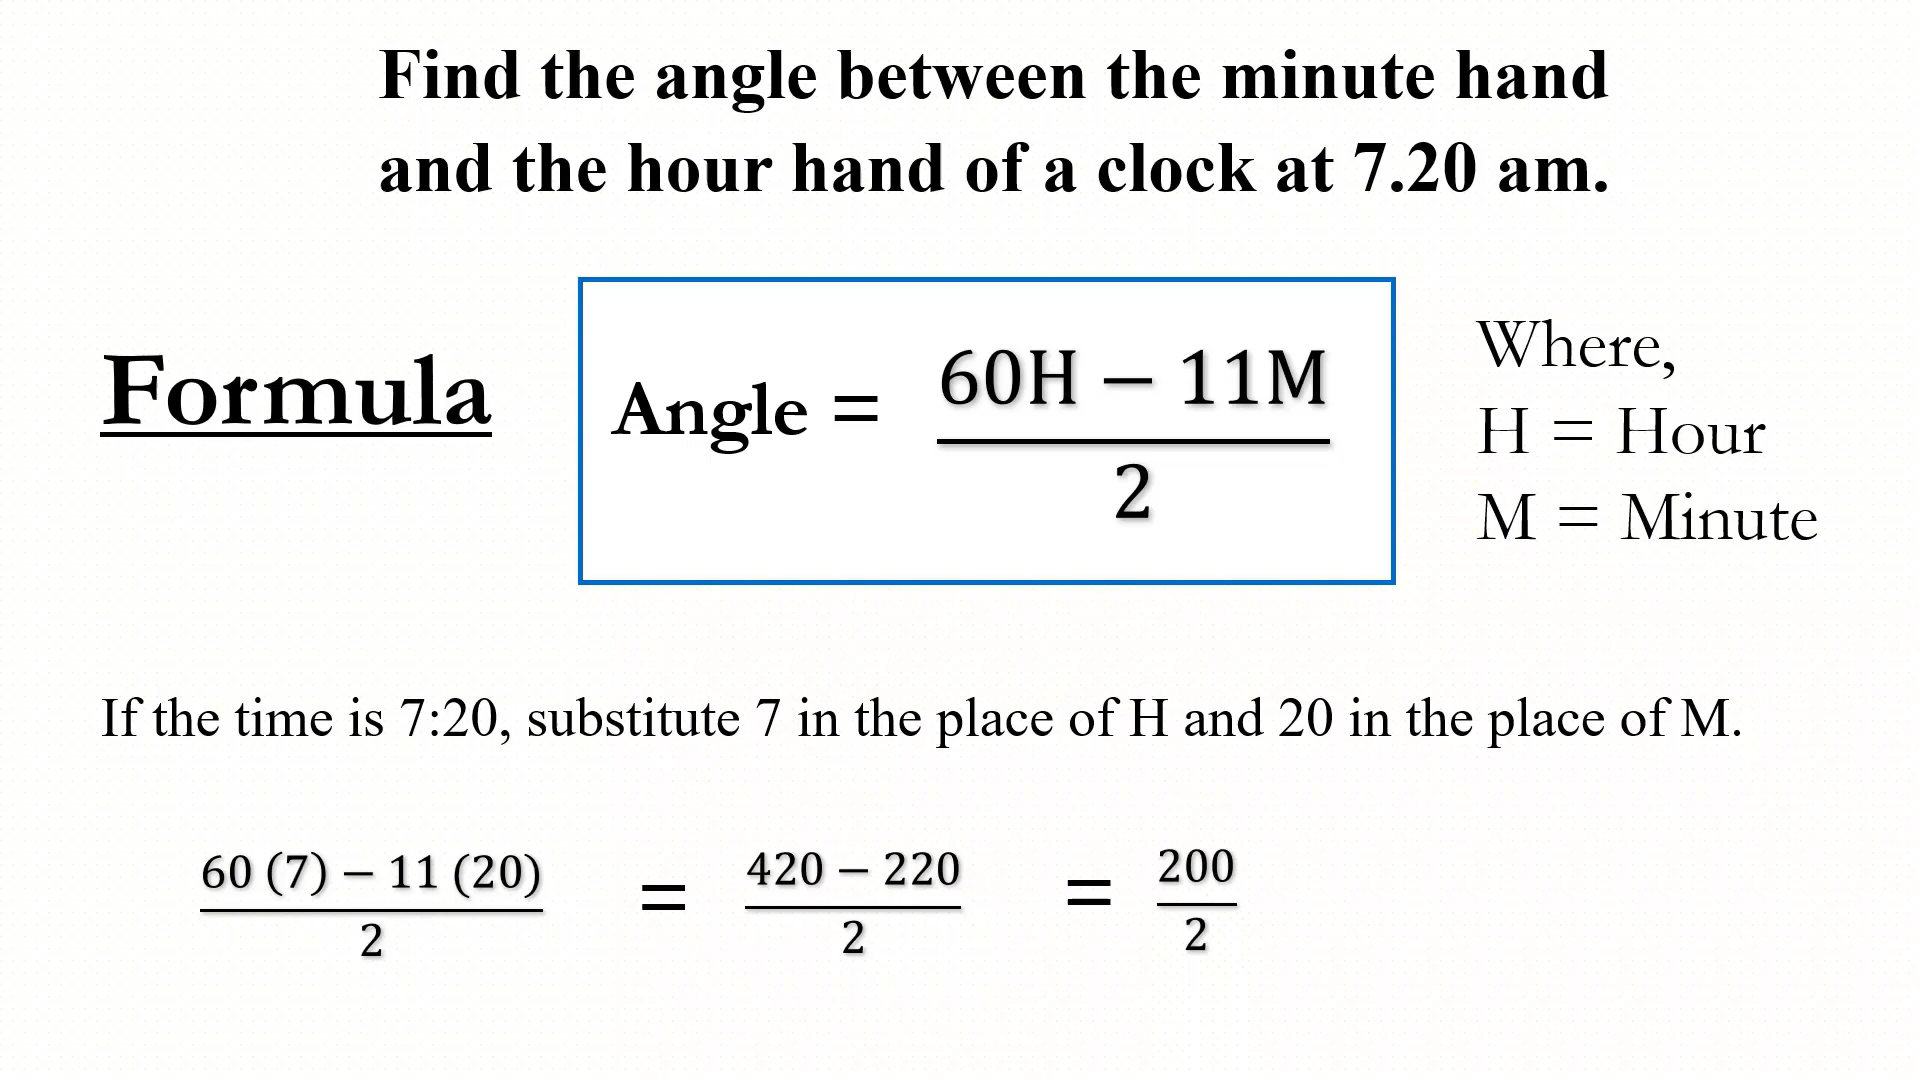 Find the angle between the minute hand
and the hour hand of a clock at 7.20 am.
Formula
Angle = (60H − 11M)/2
Where,
H = Hour
M = Minute
If the time is 7:20, substitute 7 in the place of H and 20 in the place of M.
(60 (7) − 11 (20))/2 = (420 − 220)/2 = 200/2